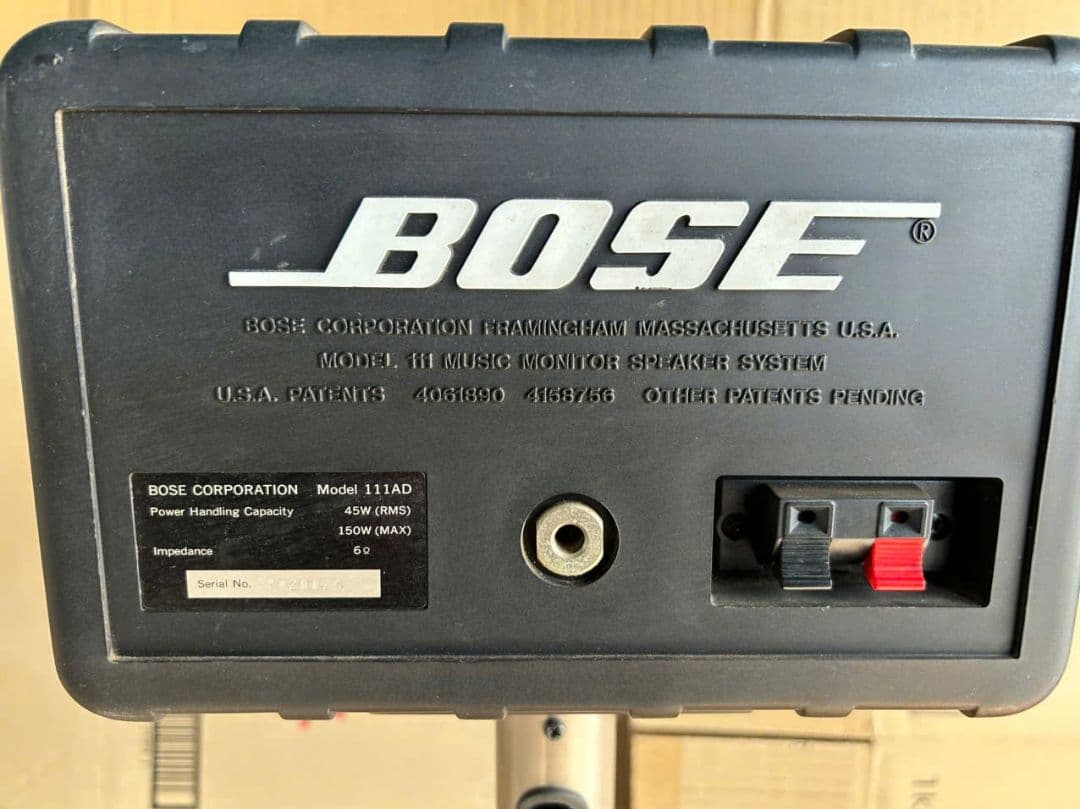 BOSE ®
BOSE CORPORATION FRAMINGHAM MASSACHUSETTS U.S.A.
MODEL 111 MUSIC MONITOR SPEAKER SYSTEM
U.S.A. PATENTS 4061890 4158756 OTHER PATENTS PENDING
BOSE CORPORATION Model 111AD
Power Handling Capacity 45W (RMS)
150W (MAX)
Impedance 6Ω
Serial No.